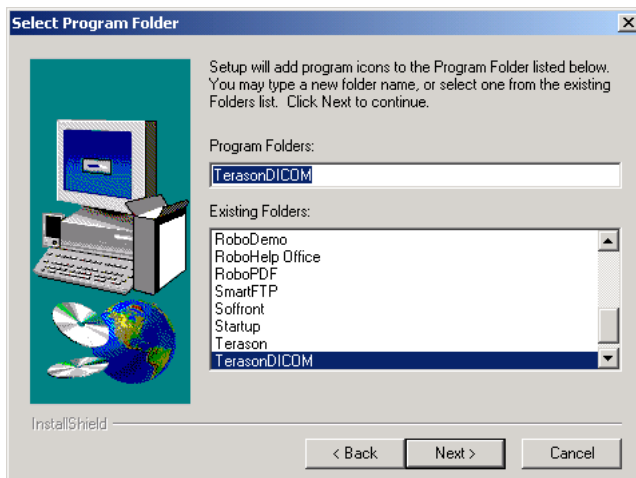 Select Program Folder
Setup will add program icons to the Program Folder listed below.
You may type a new folder name, or select one from the existing
Folders list.  Click Next to continue.
Program Folders:
TerasonDICOM
Existing Folders:
RoboDemo
RoboHelp Office
RoboPDF
SmartFTP
Soffront
Startup
Terason
TerasonDICOM
InstallShield
< Back
Next >
Cancel